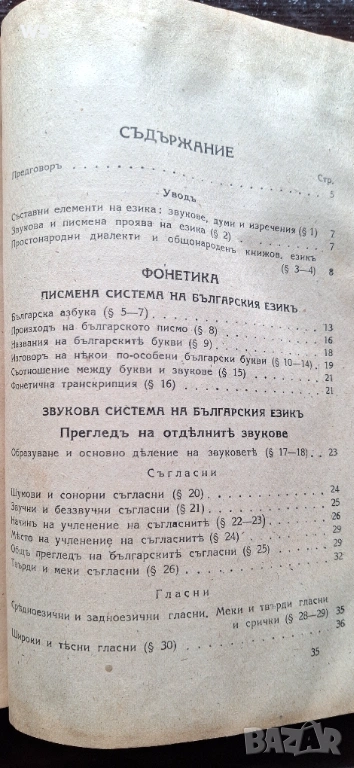 СЪДЪРЖАНИЕ
Стр.
Предговоръ . . . . . 5
Уводъ
Съставни елементи на езика: звукове, думи и изречения (§ 1) 7
Звукова и писмена проява на езика (§ 2) . . . . . 7
Простонародни диалекти и общонароденъ книжов. езикъ
(§ 3—4) . . . . 8
ФОНЕТИКА
ПИСМЕНА СИСТЕМА НА БЪЛГАРСКИЯ ЕЗИКЪ
Българска азбука (§ 5—7) . . . . . 13
Произходъ на българското писмо (§ 8) . . . . . 16
Названия на българскитѣ букви (§ 9) . . . . . 18
Изговоръ на нѣкои по-особени български букви (§ 10—14) . 19
Съотношение между букви и звукове (§ 15) . . . . . 21
Фонетична транскрипция (§ 16) . . . . . 21
ЗВУКОВА СИСТЕМА НА БЪЛГАРСКИЯ ЕЗИКЪ
Прегледъ на отдѣлнитѣ звукове
Образуване и основно дѣление на звуковетѣ (§ 17—18) . . 23
Съгласни
Шумови и сонорни съгласни (§ 20) . . . . . 24
Звучни и беззвучни съгласни (§ 21) . . . . . 25
Начинъ на учленение на съгласнитѣ (§ 22—23) . . . . . 26
Мѣсто на учленение на съгласнитѣ (§ 24) . . . . . 29
Общъ прегледъ на българскитѣ съгласни (§ 25) . . . . . 29
Твърди и меки съгласни (§ 26) . . . . . 32
Гласни
Срѣдноезични и задноезични гласни. Меки и твърди гласни
и срички (§ 28—29) . 35
Широки и тѣсни гласни (§ 30) . . . . . 36
35
BAZAR